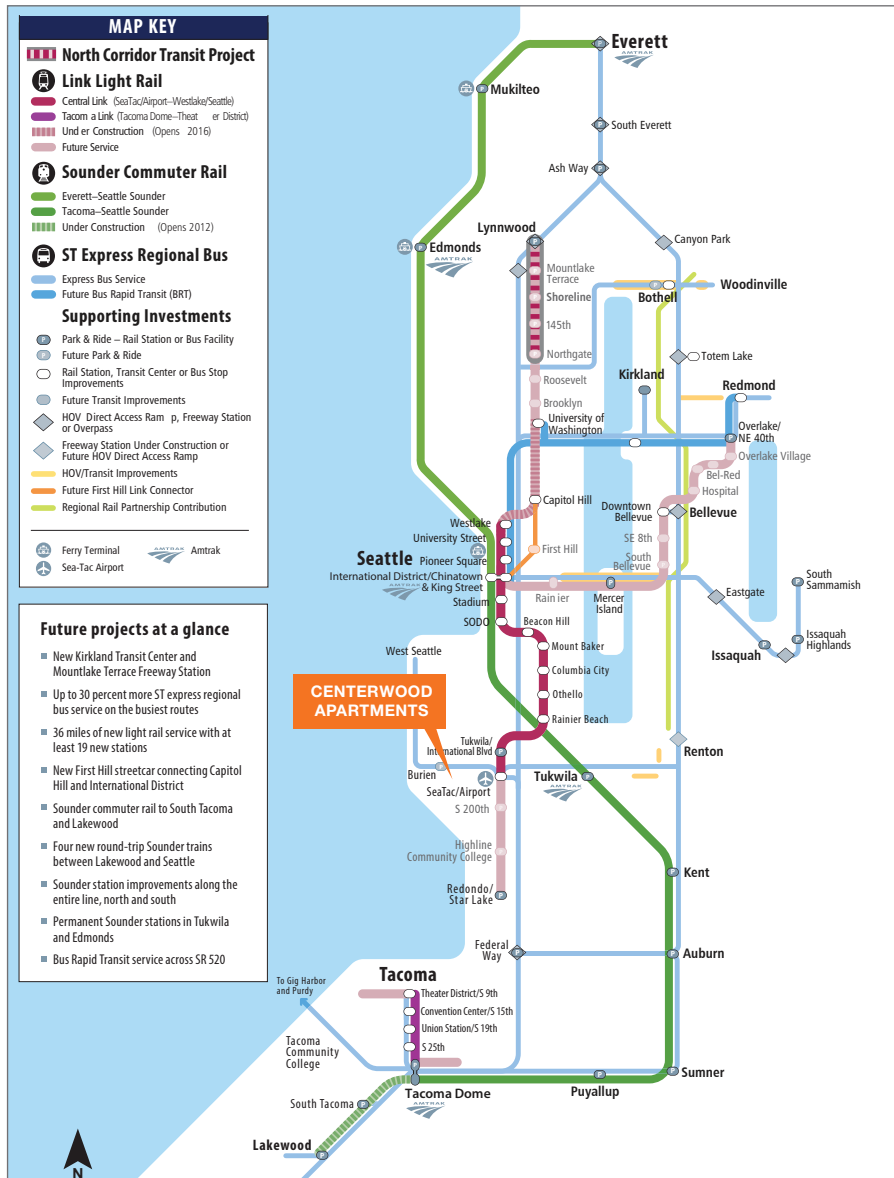 MAP KEY
North Corridor Transit Project
Link Light Rail
Central Link (SeaTac/Airport–Westlake/Seattle)
Tacom a Link (Tacoma Dome–Theat er District)
Und er Construction (Opens 2016)
Future Service
Sounder Commuter Rail
Everett–Seattle Sounder
Tacoma–Seattle Sounder
Under Construction (Opens 2012)
ST Express Regional Bus
Express Bus Service
Future Bus Rapid Transit (BRT)
Supporting Investments
P Park & Ride – Rail Station or Bus Facility
P Future Park & Ride
Rail Station, Transit Center or Bus Stop
Improvements
Future Transit Improvements
HOV Direct Access Ram p, Freeway Station
or Overpass
Freeway Station Under Construction or
Future HOV Direct Access Ramp
HOV/Transit Improvements
Future First Hill Link Connector
Regional Rail Partnership Contribution
Ferry Terminal
AMTRAK Amtrak
Sea-Tac Airport
Future projects at a glance
New Kirkland Transit Center and
Mountlake Terrace Freeway Station
Up to 30 percent more ST express regional
bus service on the busiest routes
36 miles of new light rail service with at
least 19 new stations
New First Hill streetcar connecting Capitol
Hill and International District
Sounder commuter rail to South Tacoma
and Lakewood
Four new round-trip Sounder trains
between Lakewood and Seattle
Sounder station improvements along the
entire line, north and south
Permanent Sounder stations in Tukwila
and Edmonds
Bus Rapid Transit service across SR 520
Everett
AMTRAK
Mukilteo
South Everett
Ash Way
Lynnwood
Canyon Park
Edmonds
AMTRAK
Mountlake
Terrace
Shoreline
145th
Northgate
Bothell
Woodinville
Totem Lake
Roosevelt
Brooklyn
University of
Washington
Kirkland
Redmond
Overlake/
NE 40th
Overlake Village
Bel-Red
Hospital
Capitol Hill
Downtown
Bellevue
Bellevue
Westlake
University Street
Pioneer Square
Seattle
International District/Chinatown
& King Street
AMTRAK
First Hill
SE 8th
South
Bellevue
Stadium
Rain ier
Mercer
Island
Eastgate
South
Sammamish
SODO
Beacon Hill
Issaquah
Issaquah
Highlands
West Seattle
Mount Baker
Columbia City
Othello
Rainier Beach
CENTERWOOD
APARTMENTS
Tukwila/
International Blvd
Renton
Burien
SeaTac/Airport
Tukwila
AMTRAK
S 200th
Highline
Community College
Redondo/
Star Lake
Kent
Federal
Way
Auburn
Tacoma
To Gig Harbor
and Purdy
Theater District/S 9th
Convention Center/S 15th
Union Station/S 19th
S 25th
Tacoma
Community
College
Tacoma Dome
AMTRAK
Puyallup
Sumner
South Tacoma
Lakewood
N